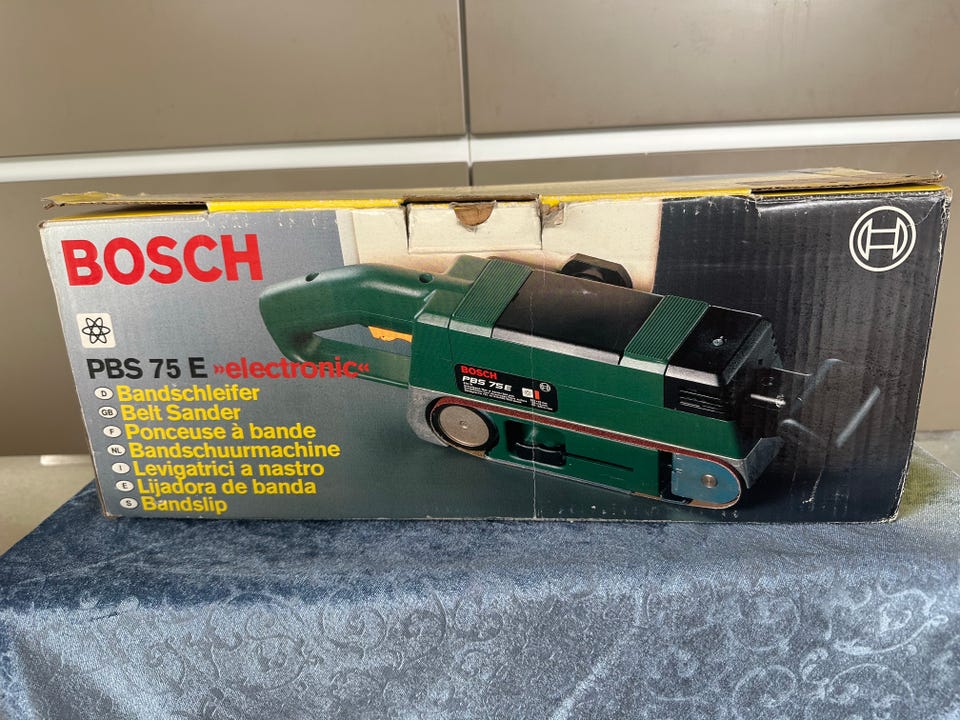 BOSCH
PBS 75 E »electronic«
D Bandschleifer
GB Belt Sander
F Ponceuse à bande
NL Bandschuurmachine
I Levigatrici a nastro
E Lijadora de banda
S Bandslip
BOSCH
PBS 75 E